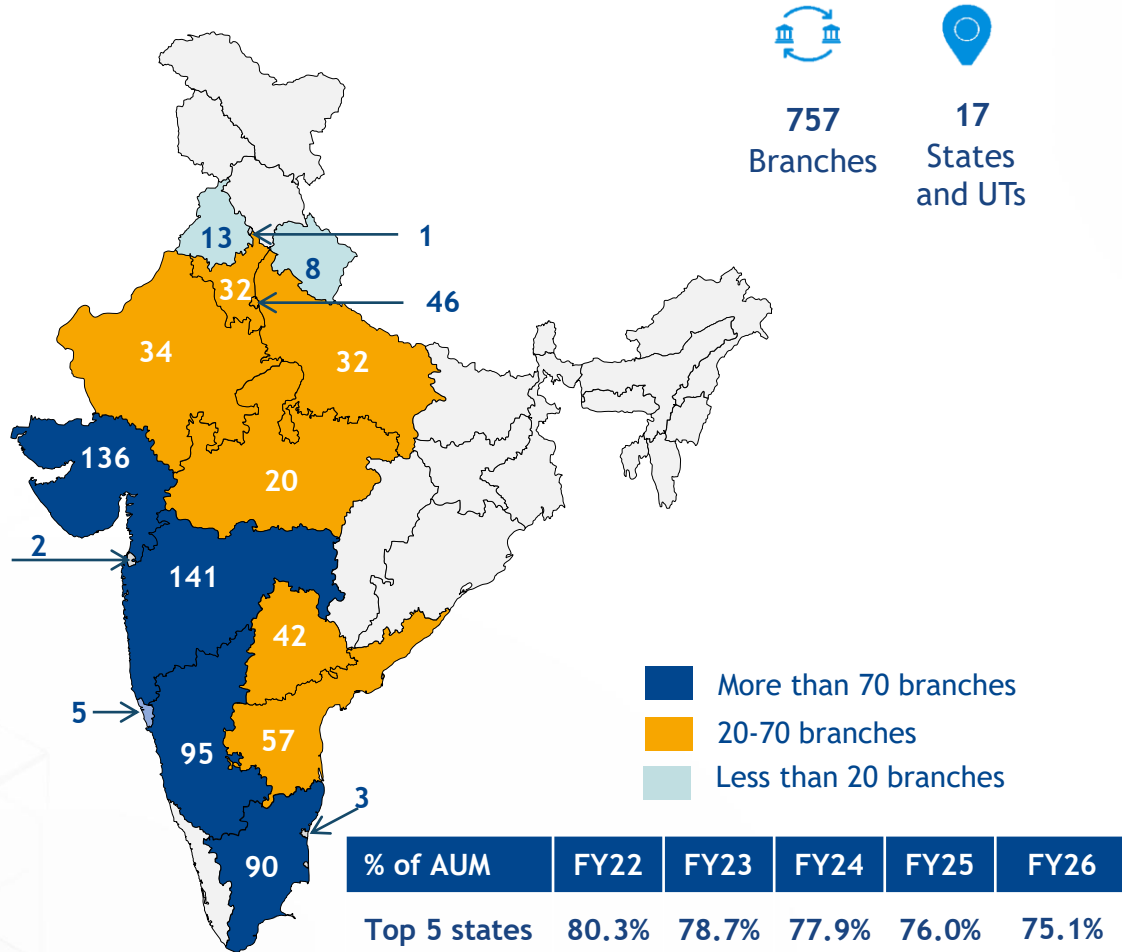 757
Branches
17
States
and UTs
13
1
8
32
46
34
32
136
20
2
141
42
5
95
57
3
90
More than 70 branches
20-70 branches
Less than 20 branches
% of AUM FY22 FY23 FY24 FY25 FY26
Top 5 states 80.3% 78.7% 77.9% 76.0% 75.1%